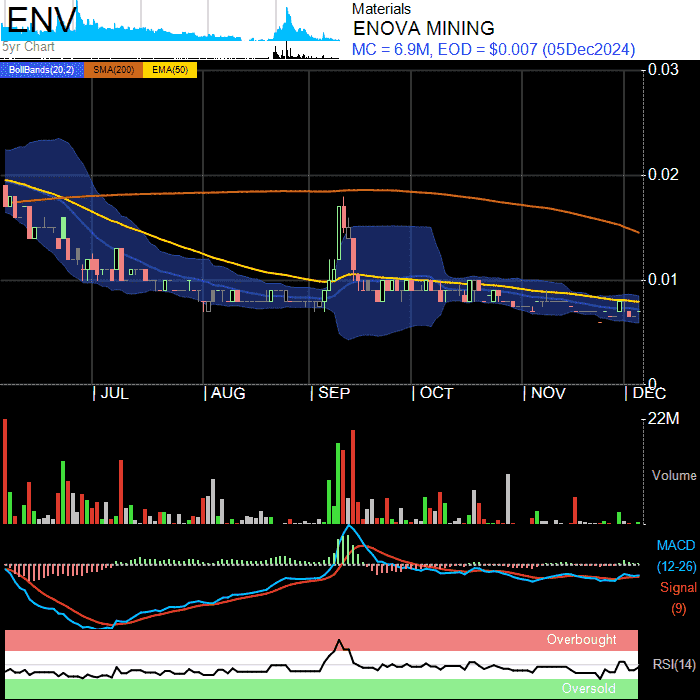 ENV
5yr Chart
Materials
ENOVA MINING
MC = 6.9M, EOD = $0.007 (05Dec2024)
BollBands(20,2) SMA(200) EMA(50)
0.03
0.02
0.01
0
JUL AUG SEP OCT NOV DEC
22M
Volume
MACD
(12-26)
Signal
(9)
Overbought
RSI(14)
Oversold